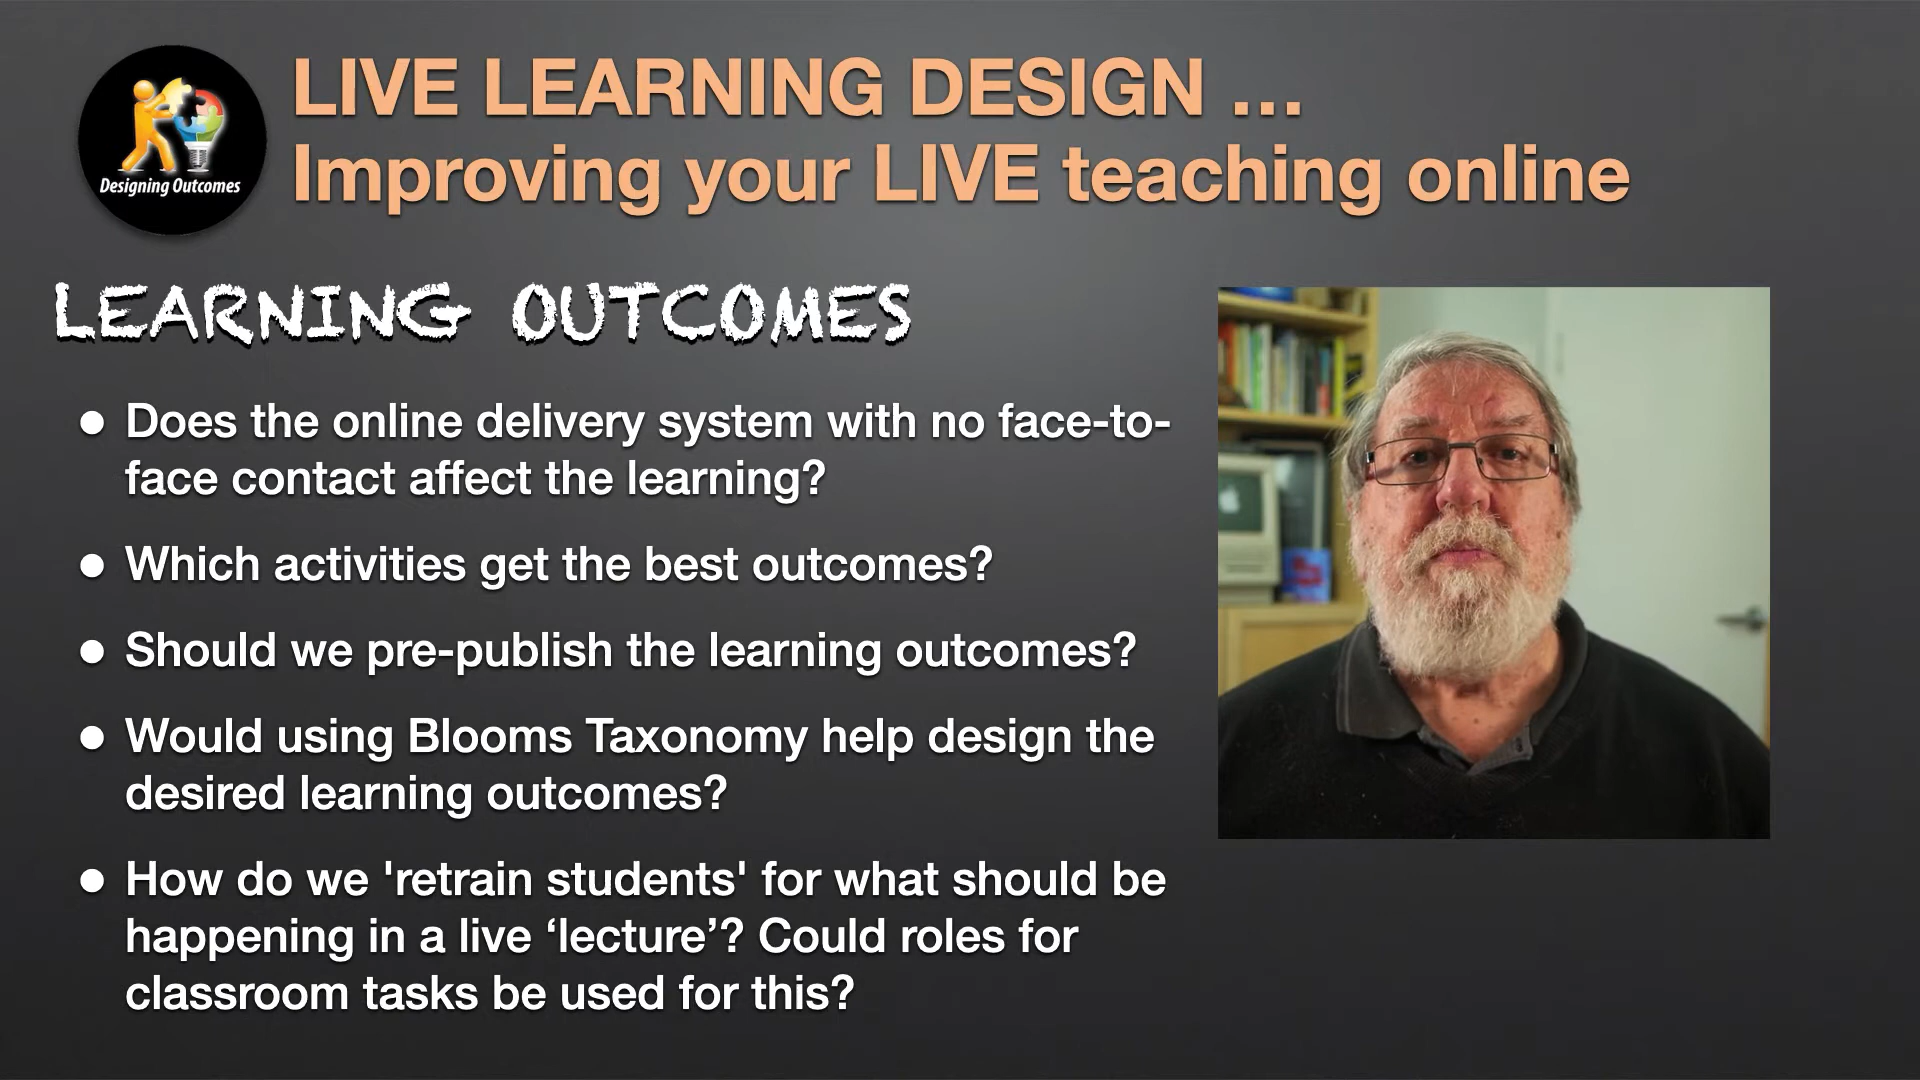 LIVE LEARNING DESIGN ...
Improving your LIVE teaching online
Designing Outcomes
LEARNING OUTCOMES
• Does the online delivery system with no face-to-
face contact affect the learning?
• Which activities get the best outcomes?
• Should we pre-publish the learning outcomes?
• Would using Blooms Taxonomy help design the
desired learning outcomes?
• How do we 'retrain students' for what should be
happening in a live ‘lecture’? Could roles for
classroom tasks be used for this?